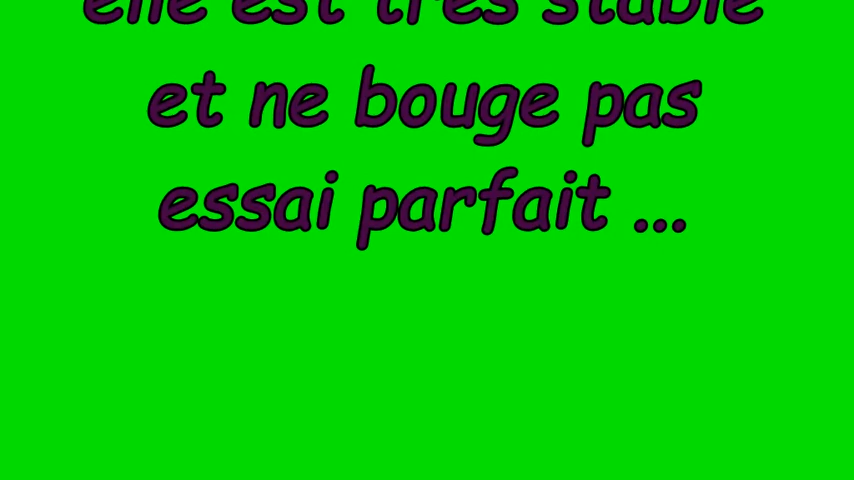 elle est très stable
et ne bouge pas
essai parfait ...